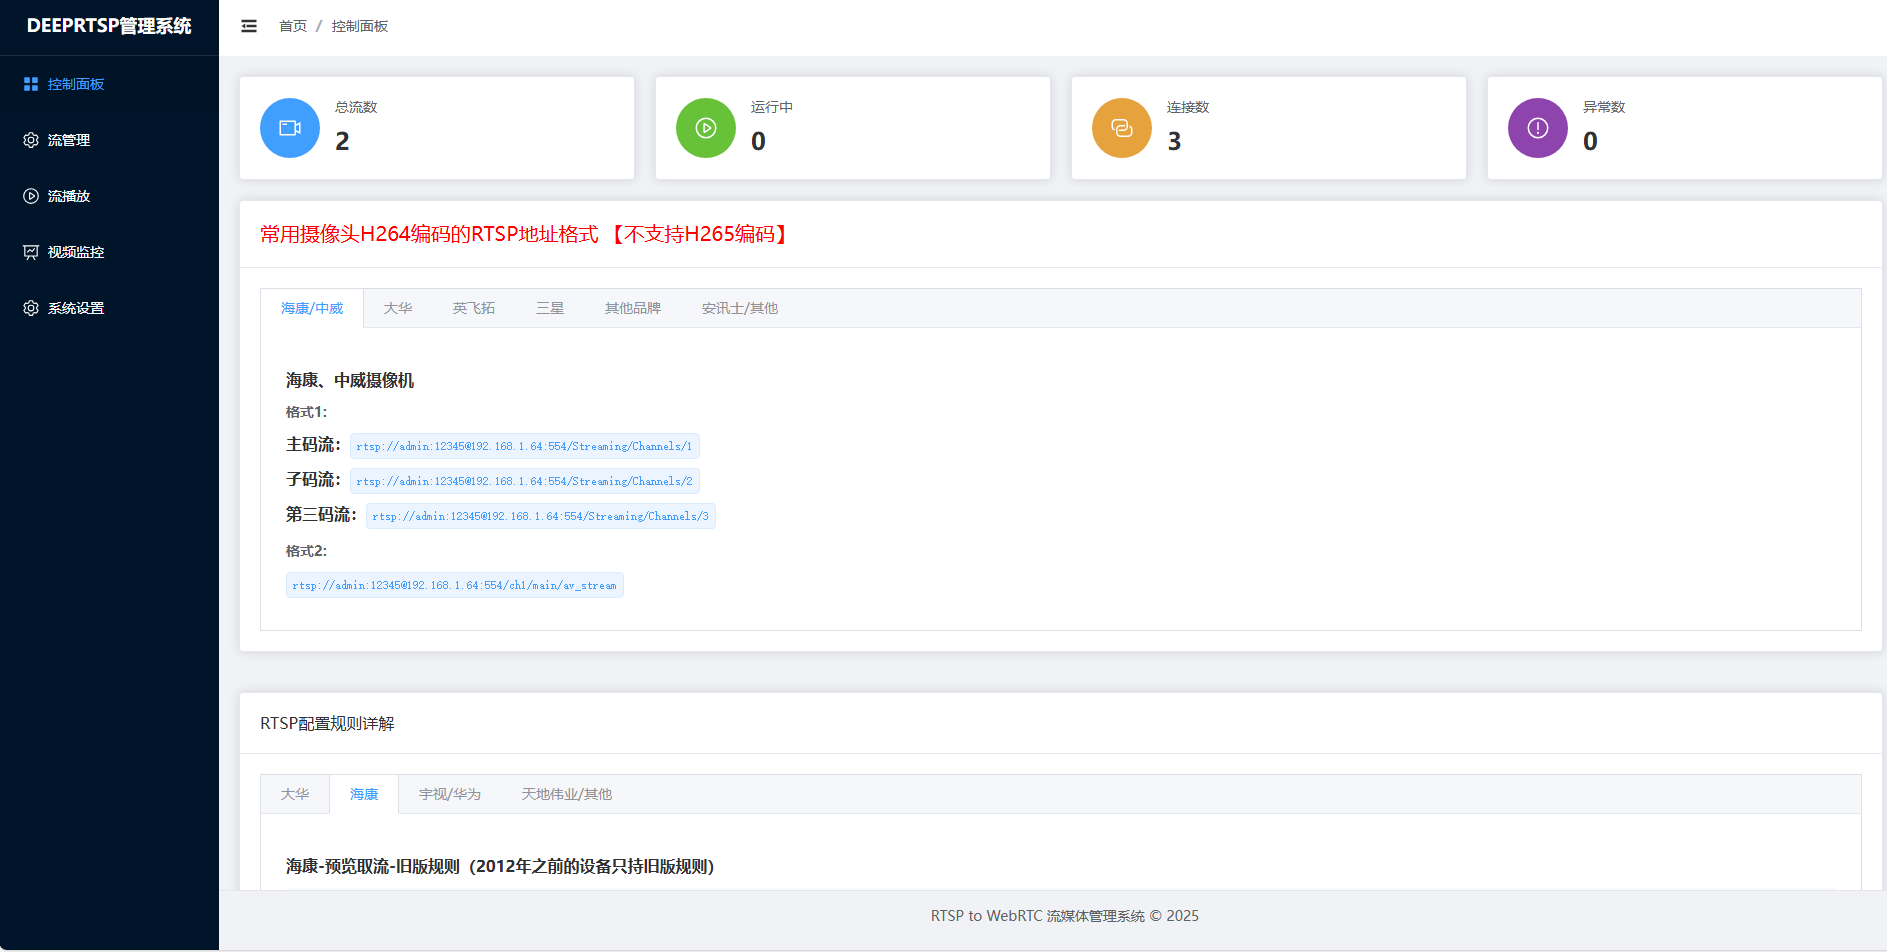 DEEPRTSP管理系统
首页 / 控制面板
控制面板
流管理
流播放
视频监控
系统设置
总流数
2
运行中
0
连接数
3
异常数
0
常用摄像头H264编码的RTSP地址格式 【不支持H265编码】
海康/中威 大华 英飞拓 三星 其他品牌 安讯士/其他
海康、中威摄像机
格式1:
主码流: rtsp://admin:12345@192.168.1.64:554/Streaming/Channels/1
子码流: rtsp://admin:12345@192.168.1.64:554/Streaming/Channels/2
第三码流: rtsp://admin:12345@192.168.1.64:554/Streaming/Channels/3
格式2:
rtsp://admin:12345@192.168.1.64:554/ch1/main/av_stream
RTSP配置规则详解
大华 海康 宇视/华为 天地伟业/其他
海康-预览取流-旧版规则（2012年之前的设备只持旧版规则）
RTSP to WebRTC 流媒体管理系统 © 2025